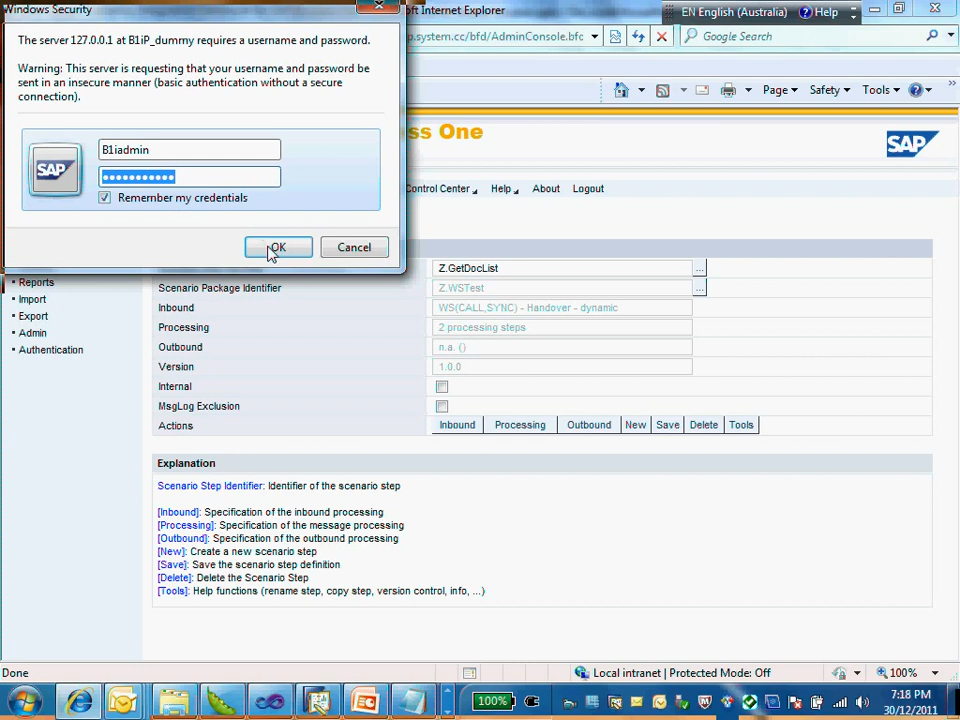 Windows Security
oft Internet Explorer
EN English (Australia)
Help
The server 127.0.0.1 at B1iP_dummy requires a username and password.
p.system.cc/bfd/AdminConsole.bfc
Google Search
Warning: This server is requesting that your username and password be
sent in an insecure manner (basic authentication without a secure
connection).
Page
Safety
Tools
ss One
SAP
B1iadmin
SAP
•••••••••••
Remember my credentials
ontrol Center
Help
About
Logout
OK
Cancel
Z.GetDocList
...
Reports
Import
Export
Admin
Authentication
Scenario Package Identifier
Z.WSTest
...
Inbound
WS(CALL,SYNC) - Handover - dynamic
Processing
2 processing steps
Outbound
n.a. ()
Version
1.0.0
Internal
MsgLog Exclusion
Actions
Inbound
Processing
Outbound
New
Save
Delete
Tools
Explanation
Scenario Step Identifier: Identifier of the scenario step
[Inbound]: Specification of the inbound processing
[Processing]: Specification of the message processing
[Outbound]: Specification of the outbound processing
[New]: Create a new scenario step
[Save]: Save the scenario step definition
[Delete]: Delete the Scenario Step
[Tools]: Help functions (rename step, copy step, version control, info, ...)
Done
Local intranet | Protected Mode: Off
100%
100%
7:18 PM
30/12/2011